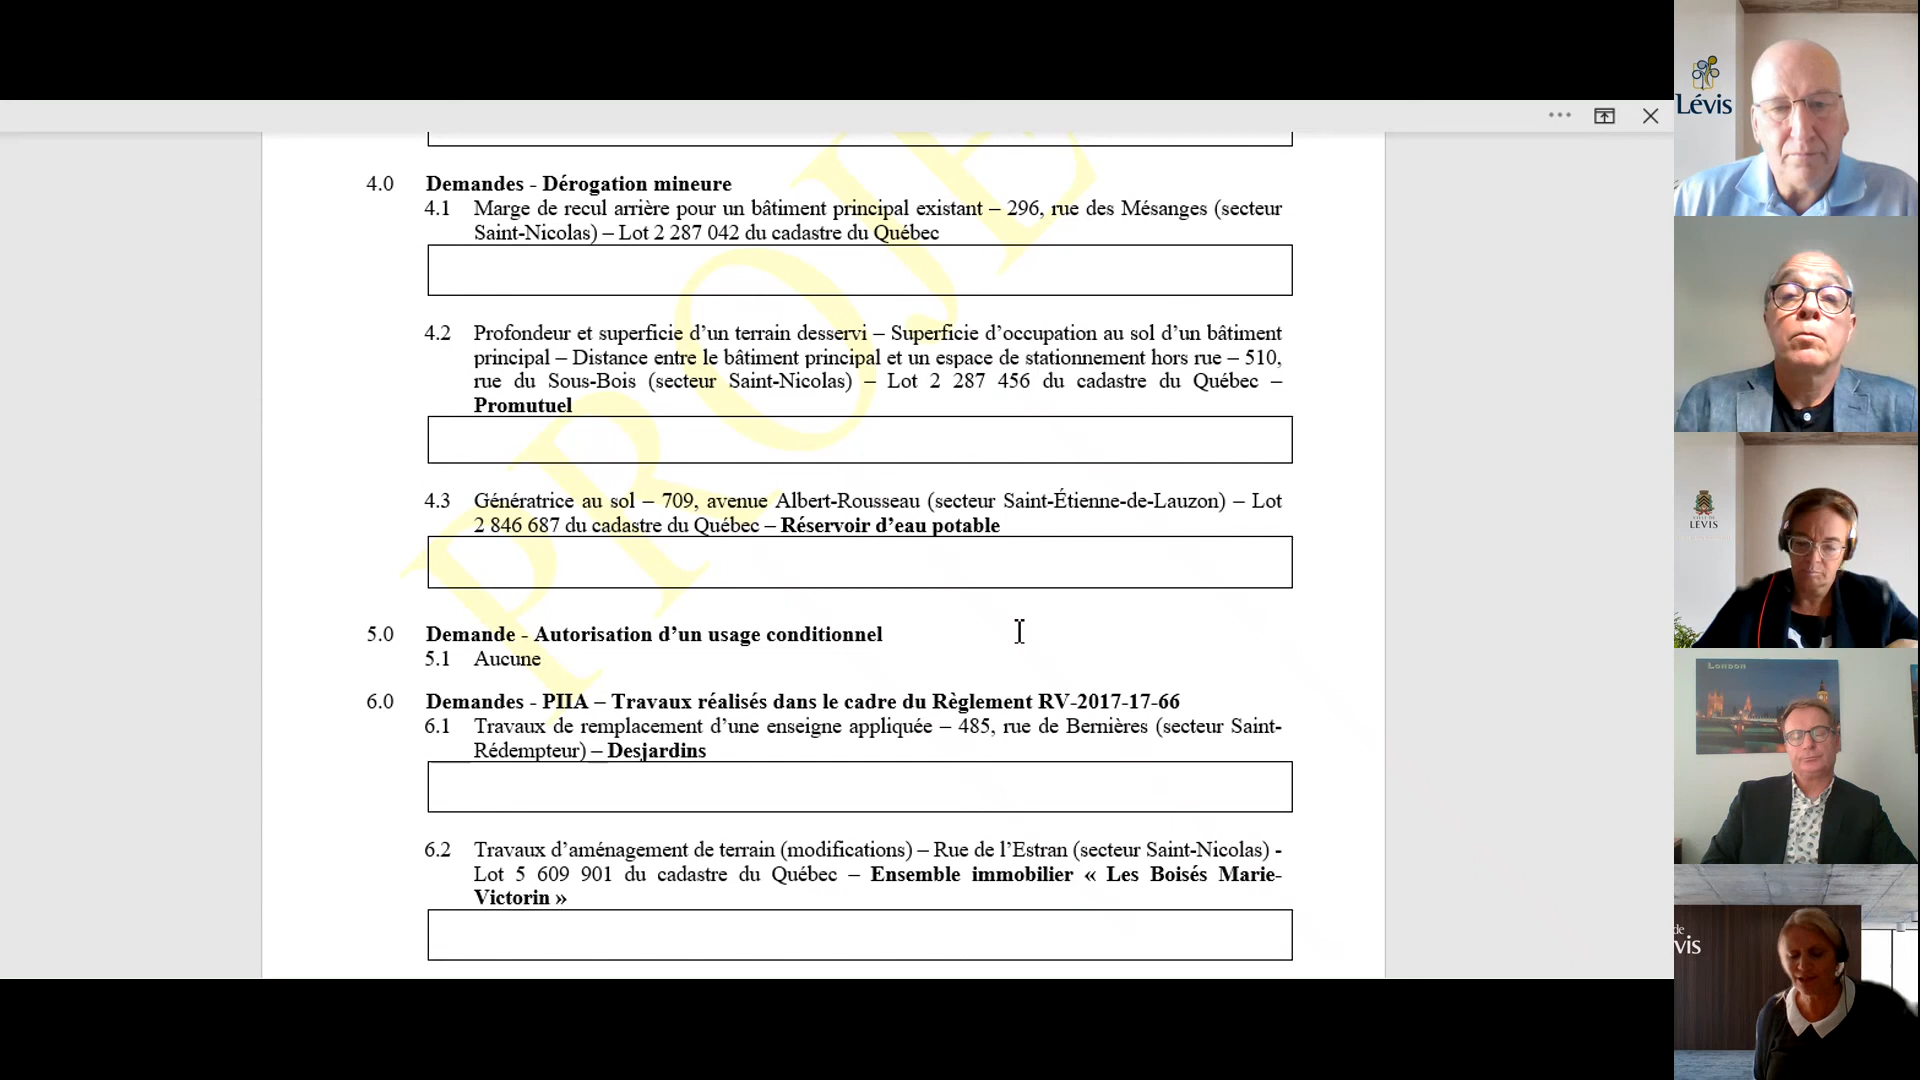 4.0 Demandes - Dérogation mineure
4.1 Marge de recul arrière pour un bâtiment principal existant – 296, rue des Mésanges (secteur
Saint-Nicolas) – Lot 2 287 042 du cadastre du Québec
4.2 Profondeur et superficie d’un terrain desservi – Superficie d’occupation au sol d’un bâtiment
principal – Distance entre le bâtiment principal et un espace de stationnement hors rue – 510,
rue du Sous-Bois (secteur Saint-Nicolas) – Lot 2 287 456 du cadastre du Québec –
Promutuel
4.3 Génératrice au sol – 709, avenue Albert-Rousseau (secteur Saint-Étienne-de-Lauzon) – Lot
2 846 687 du cadastre du Québec – Réservoir d’eau potable
5.0 Demande - Autorisation d’un usage conditionnel
5.1 Aucune
6.0 Demandes - PIIA – Travaux réalisés dans le cadre du Règlement RV-2017-17-66
6.1 Travaux de remplacement d’une enseigne appliquée – 485, rue de Bernières (secteur Saint-
Rédempteur) – Desjardins
6.2 Travaux d’aménagement de terrain (modifications) – Rue de l’Estran (secteur Saint-Nicolas) -
Lot 5 609 901 du cadastre du Québec – Ensemble immobilier « Les Boisés Marie-
Victorin »
PROJE
Lévis
LÉVIS
London
de
vis